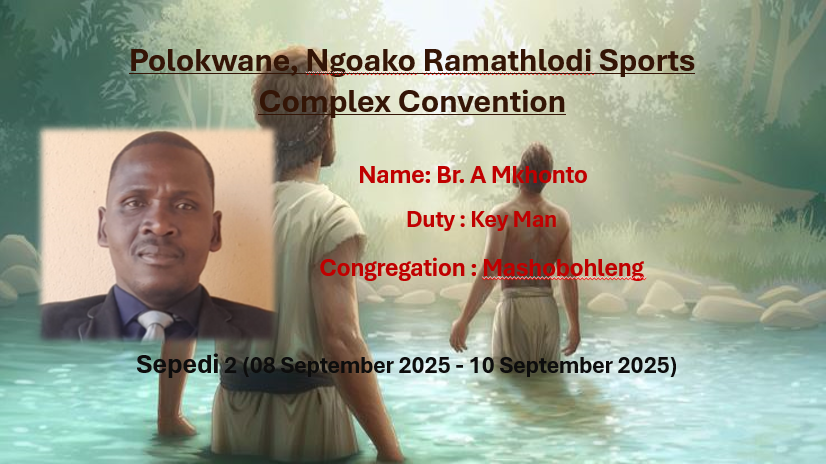 Polokwane, Ngoako Ramathlodi Sports
Complex Convention
Name: Br. A Mkhonto
Duty : Key Man
Congregation : Mashobohleng
Sepedi 2 (08 September 2025 - 10 September 2025)